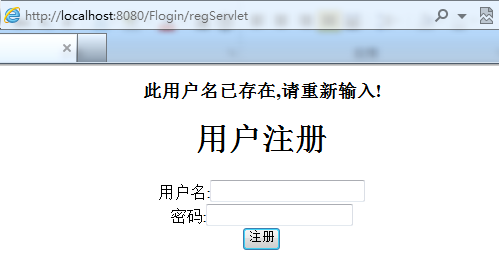 http://localhost:8080/Flogin/regServlet
此用户名已存在,请重新输入!
用户注册
用户名:
密码:
注册